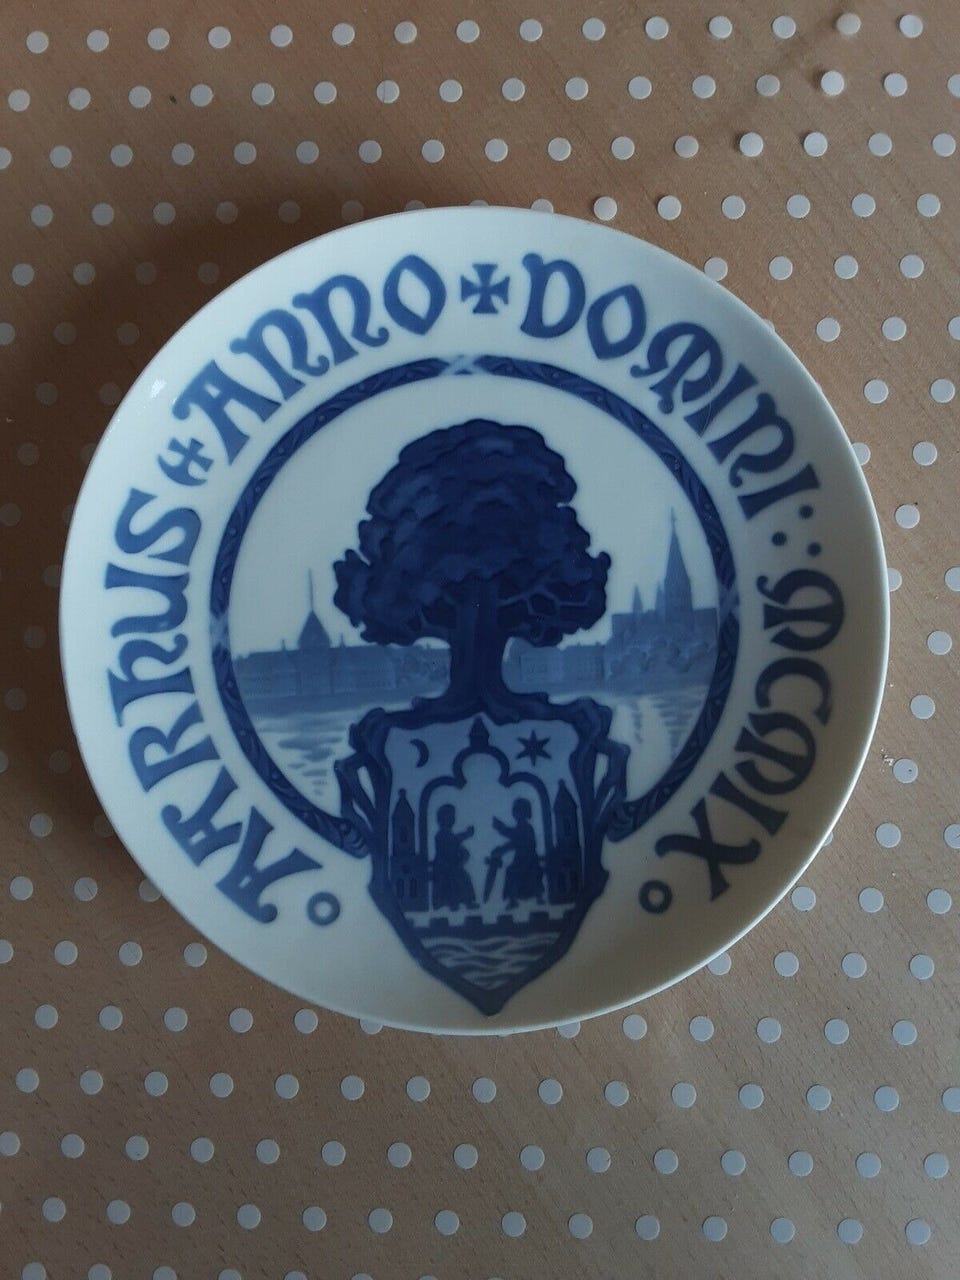 AARHUS + ANNO + DOMINI : MCMIX